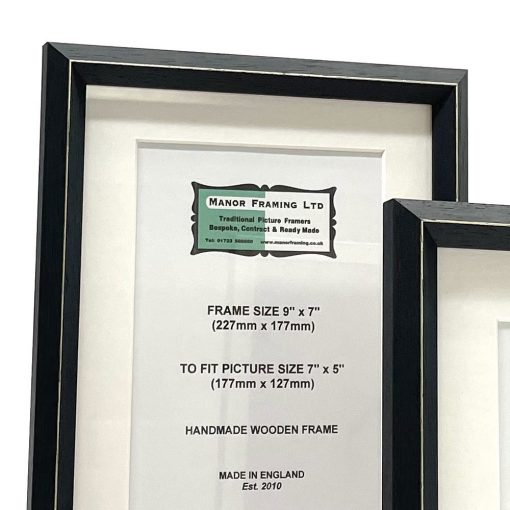 MANOR FRAMING LTD
Traditional Picture Framers
Bespoke, Contract & Ready Made
www.manorframing.co.uk
FRAME SIZE 9" x 7"
(227mm x 177mm)
TO FIT PICTURE SIZE 7" x 5"
(177mm x 127mm)
HANDMADE WOODEN FRAME
MADE IN ENGLAND
Est. 2010